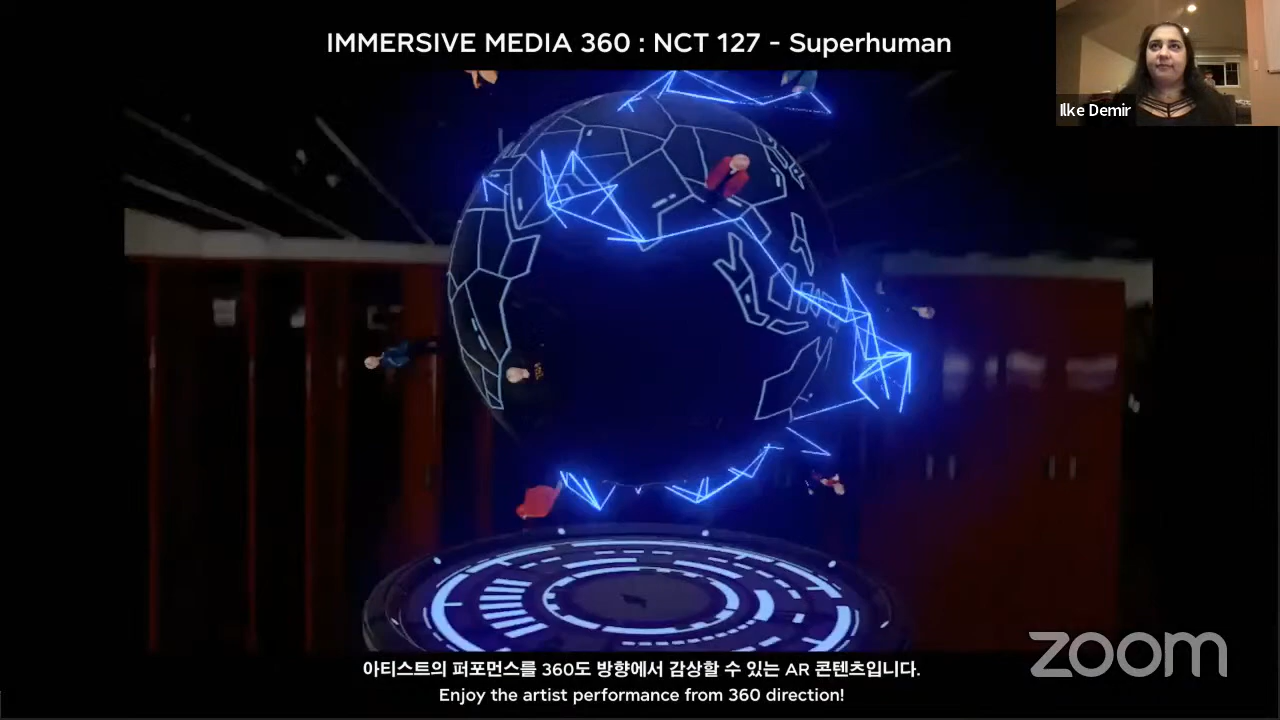 IMMERSIVE MEDIA 360 : NCT 127 - Superhuman
Ilke Demir
zoom
아티스트의 퍼포먼스를 360도 방향에서 감상할 수 있는 AR 콘텐츠입니다.
Enjoy the artist performance from 360 direction!